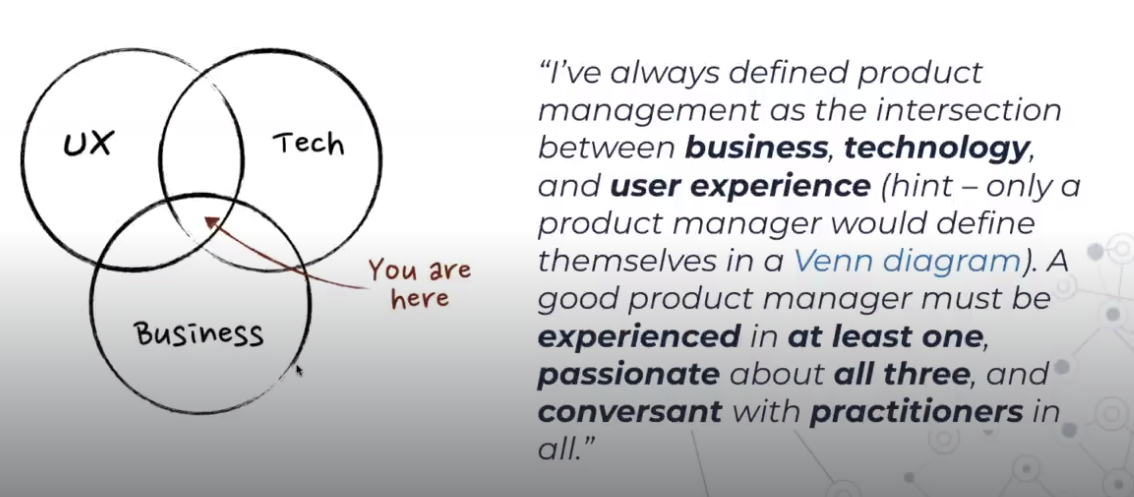 UX
Tech
You are
here
Business
“I’ve always defined product
management as the intersection
between business, technology,
and user experience (hint – only a
product manager would define
themselves in a Venn diagram). A
good product manager must be
experienced in at least one,
passionate about all three, and
conversant with practitioners in
all.”